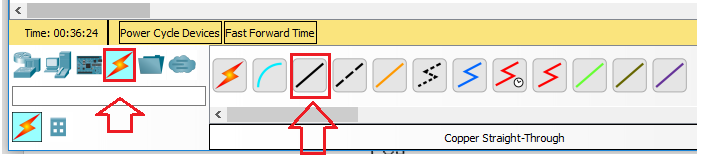 Time: 00:36:24 Power Cycle Devices Fast Forward Time
Copper Straight-Through